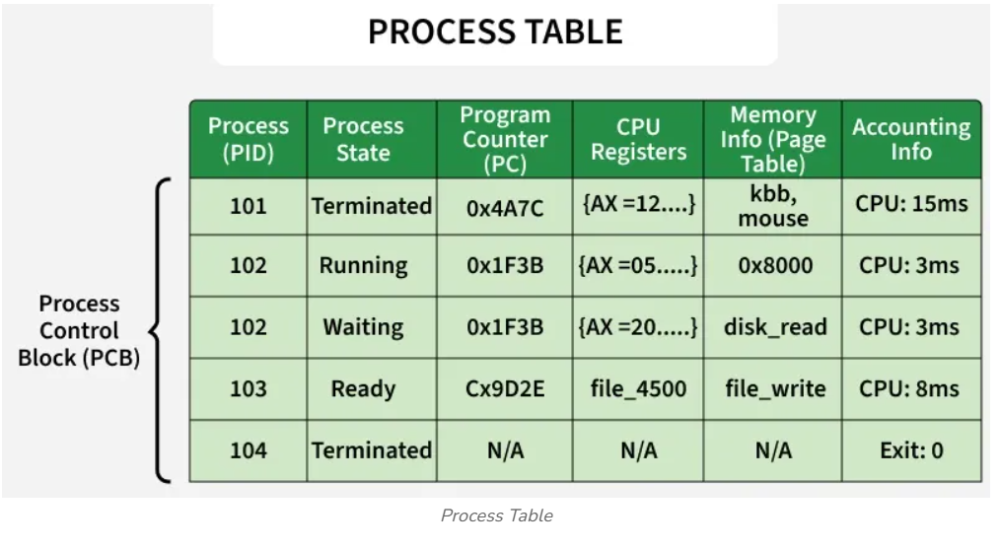 PROCESS TABLE
Process (PID) Process State Program Counter (PC) CPU Registers Memory Info (Page Table) Accounting Info
101 Terminated 0x4A7C {AX =12....} kbb, mouse CPU: 15ms
102 Running 0x1F3B {AX =05.....} 0x8000 CPU: 3ms
102 Waiting 0x1F3B {AX =20.....} disk_read CPU: 3ms
103 Ready Cx9D2E file_4500 file_write CPU: 8ms
104 Terminated N/A N/A N/A Exit: 0
Process
Control
Block (PCB)
Process Table